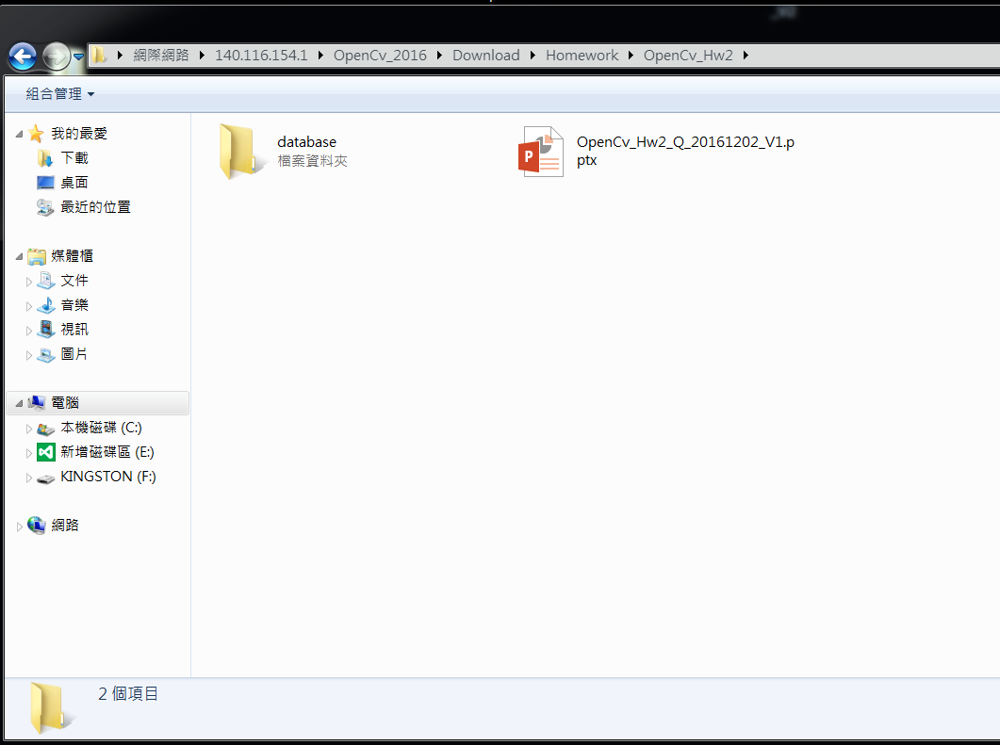 網際網路 140.116.154.1 OpenCv_2016 Download Homework OpenCv_Hw2
組合管理
我的最愛
下載
桌面
最近的位置
媒體櫃
文件
音樂
視訊
圖片
電腦
本機磁碟 (C:)
新增磁碟區 (E:)
KINGSTON (F:)
網路
database
檔案資料夾
P
OpenCv_Hw2_Q_20161202_V1.p
ptx
2 個項目